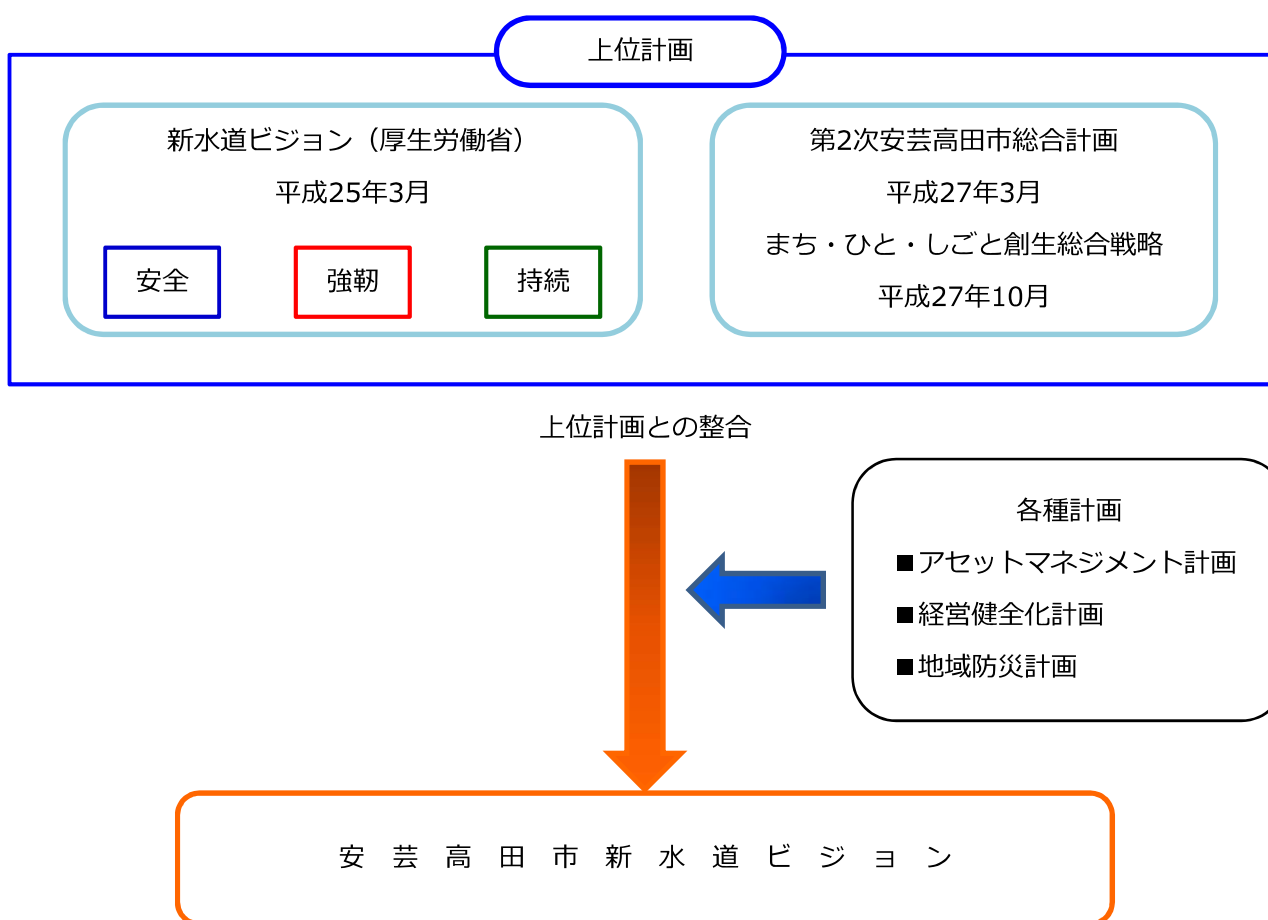 上位計画
新水道ビジョン（厚生労働省）
平成25年3月
安全
強靭
持続
第2次安芸高田市総合計画
平成27年3月
まち・ひと・しごと創生総合戦略
平成27年10月
上位計画との整合
各種計画
■アセットマネジメント計画
■経営健全化計画
■地域防災計画
安芸高田市新水道ビジョン